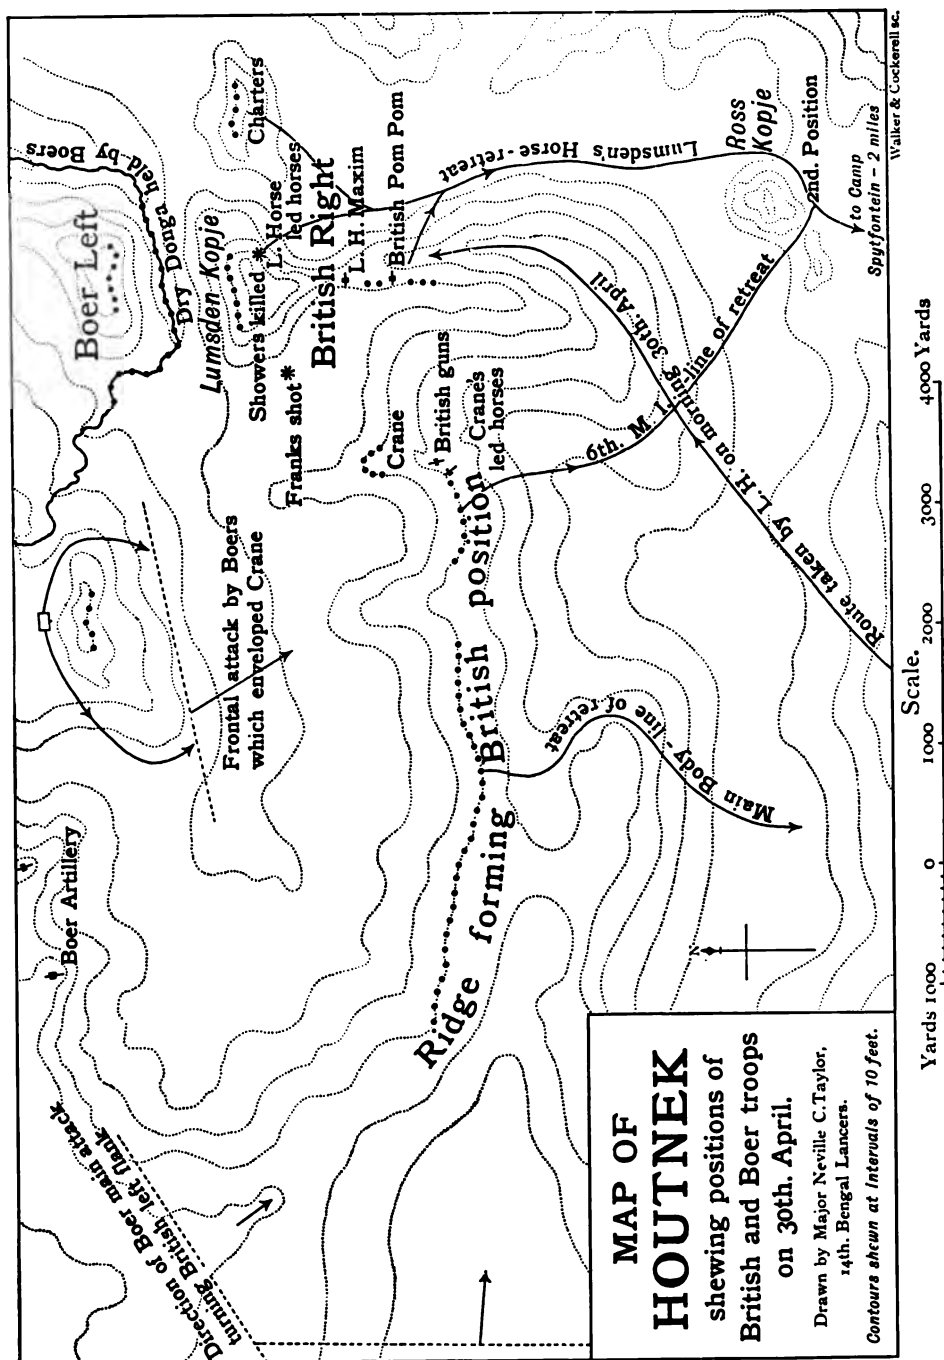 MAP OF
HOUTNEK
shewing positions of
British and Boer troops
on 30th. April.
Drawn by Major Neville C. Taylor,
14th. Bengal Lancers.
Contours shewn at Intervals of 10 feet.
Direction of Boer main attack
turning British left flank
Boer Artillery
Frontal attack by Boers
which enveloped Crane
Boer Left
Dry Donga held by Boers
Lumsden Kopje
Charters
Showers killed *
L. Horse
led horses
Franks shot *
British Right
L. H. Maxim
British Pom Pom
Crane
British guns
Crane's
led horses
Ridge forming British position
Main Body - line of retreat
6th. M. I. - line of retreat
Route taken by L.H. on morning 30th. April
Lumsden's Horse - retreat
Ross
Kopje
2nd. Position
to Camp
Spytfontein - 2 miles
N
Walker & Cockerell sc.
Scale.
Yards 1000 0 1000 2000 3000 4000 Yards